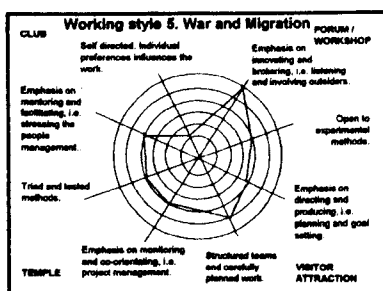 Working style 5. War and Migration
CLUB
FORUM /
WORKSHOP
Self directed. Individual
preferences influences the
work.
Emphasis on
innovating and
brokering, i.e. listening
and involving outsiders.
Emphasis on
mentoring and
facilitating, i.e.
stressing the
people
management.
Open to
experimental
methods.
Tried and tested
methods.
Emphasis on
directing and
producing, i.e.
planning and goal
setting.
Emphasis on monitoring
and co-orientating, i.e.
project management.
Structured teams
and carefully
planned work.
TEMPLE
VISITOR
ATTRACTION